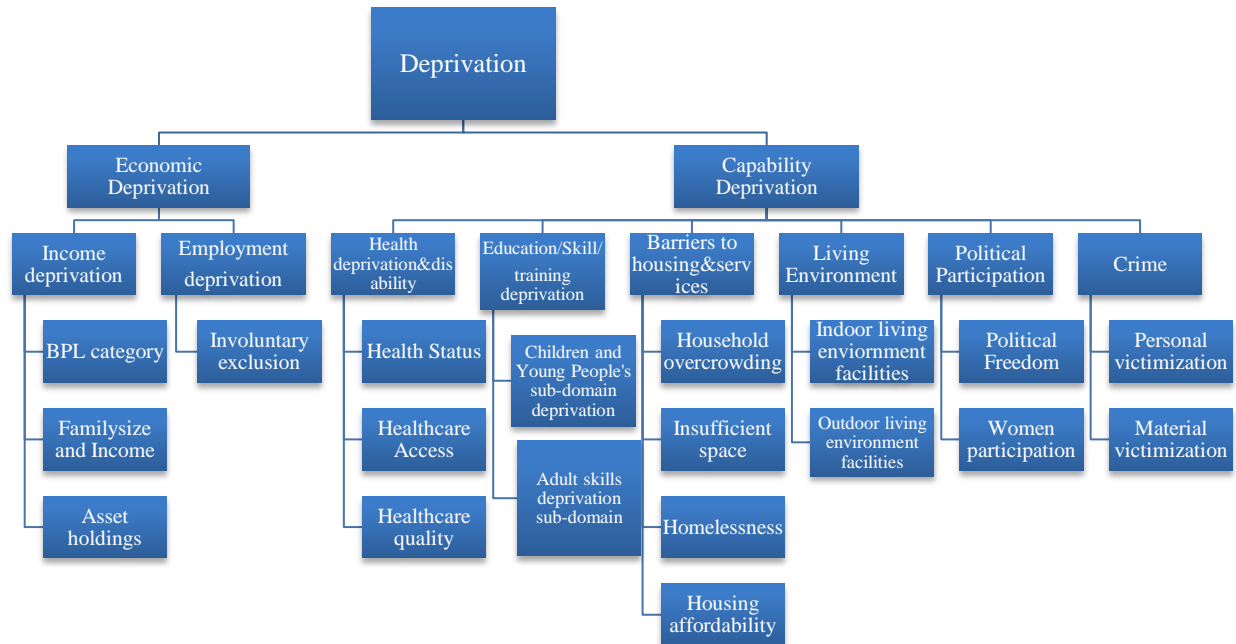 Deprivation
Economic
Deprivation
Capability
Deprivation
Income
deprivation
Employment
deprivation
Health
deprivation&dis
ability
Education/Skill/
training
deprivation
Barriers to
housing&serv
ices
Living
Environment
Political
Participation
Crime
BPL category
Familysize
and Income
Asset
holdings
Involuntary
exclusion
Health Status
Healthcare
Access
Healthcare
quality
Children and
Young People's
sub-domain
deprivation
Adult skills
deprivation
sub-domain
Household
overcrowding
Insufficient
space
Homelessness
Housing
affordability
Indoor living
enviornment
facilities
Outdoor living
environment
facilities
Political
Freedom
Women
participation
Personal
victimization
Material
victimization